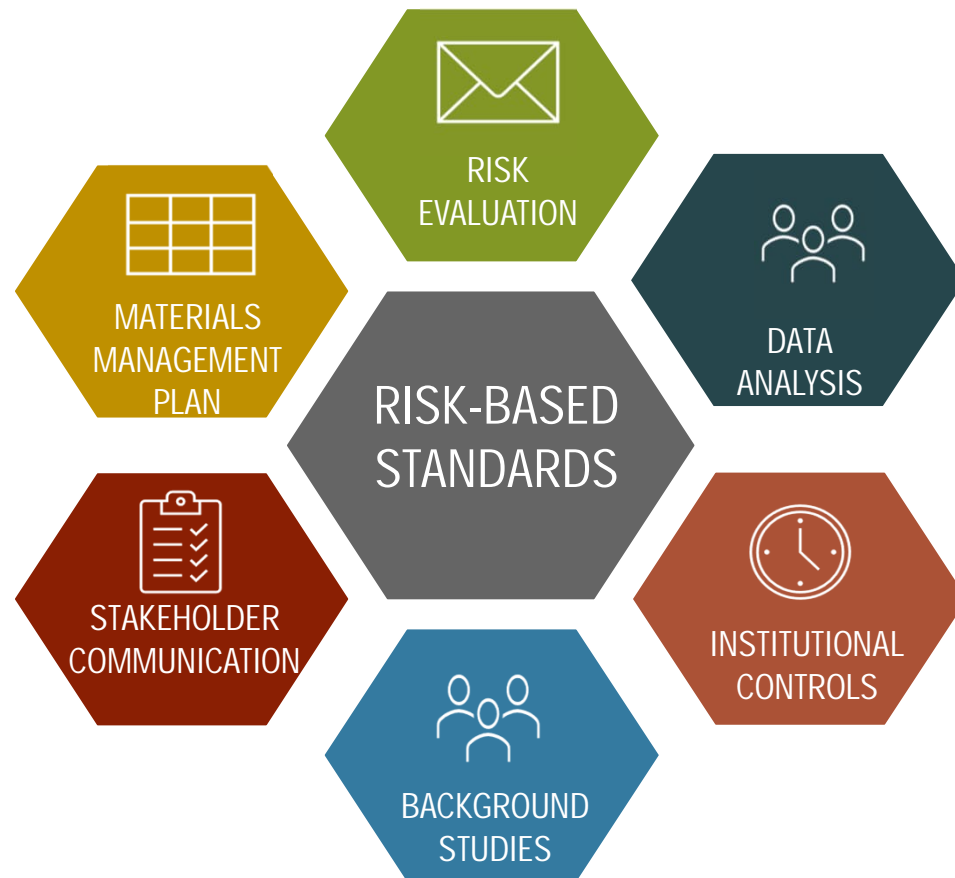 RISK
EVALUATION
MATERIALS
MANAGEMENT
PLAN
DATA
ANALYSIS
RISK-BASED
STANDARDS
STAKEHOLDER
COMMUNICATION
INSTITUTIONAL
CONTROLS
BACKGROUND
STUDIES